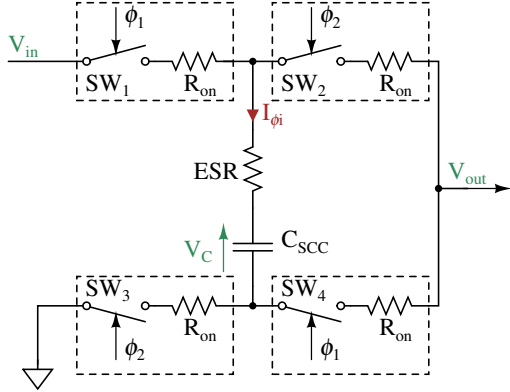 ϕ1
ϕ2
Vin
SW1
Ron
SW2
Ron
Iϕi
ESR
Vout
VC
CSCC
SW3
SW4
Ron
Ron
ϕ2
ϕ1